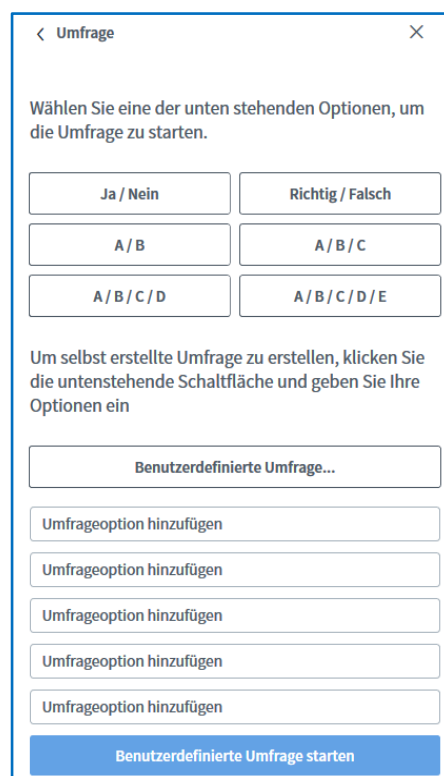 Umfrage
Wählen Sie eine der unten stehenden Optionen, um
die Umfrage zu starten.
Ja / Nein
Richtig / Falsch
A / B
A / B / C
A / B / C / D
A / B / C / D / E
Um selbst erstellte Umfrage zu erstellen, klicken Sie
die untenstehende Schaltfläche und geben Sie Ihre
Optionen ein
Benutzerdefinierte Umfrage...
Umfrageoption hinzufügen
Umfrageoption hinzufügen
Umfrageoption hinzufügen
Umfrageoption hinzufügen
Umfrageoption hinzufügen
Benutzerdefinierte Umfrage starten